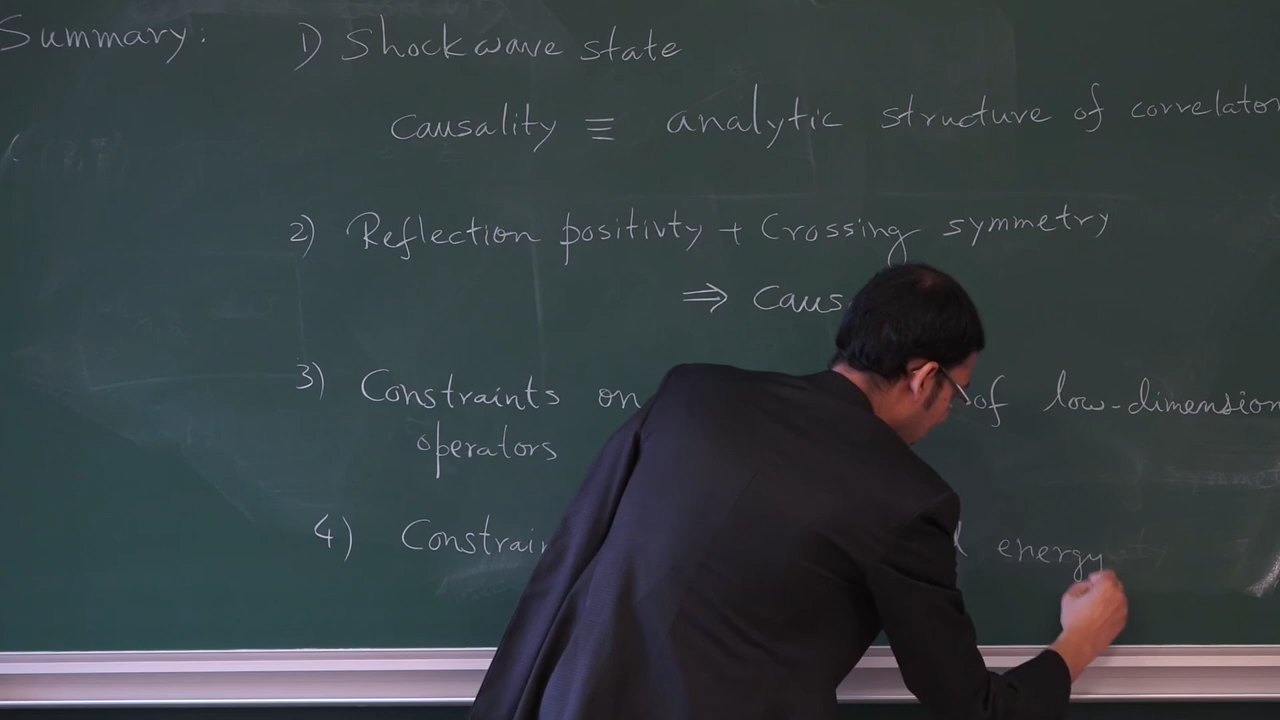 Summary: 1) Shockwave state
Causality ≡ analytic structure of correlator
2) Reflection positivty + Crossing symmetry
⇒ Caus
3) Constraints on of low-dimension
operators
4) Constrain energy